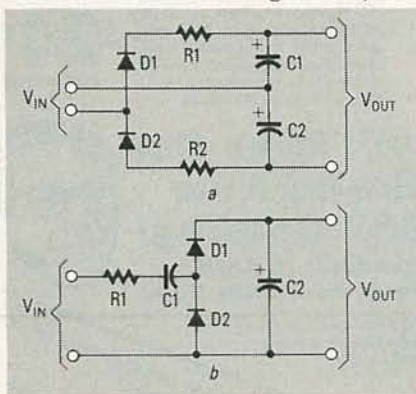 D1
R1
+
C1
V_IN
V_OUT
+
D2
C2
R2
a
D1
+
V_IN
R1
C1
C2
V_OUT
D2
b